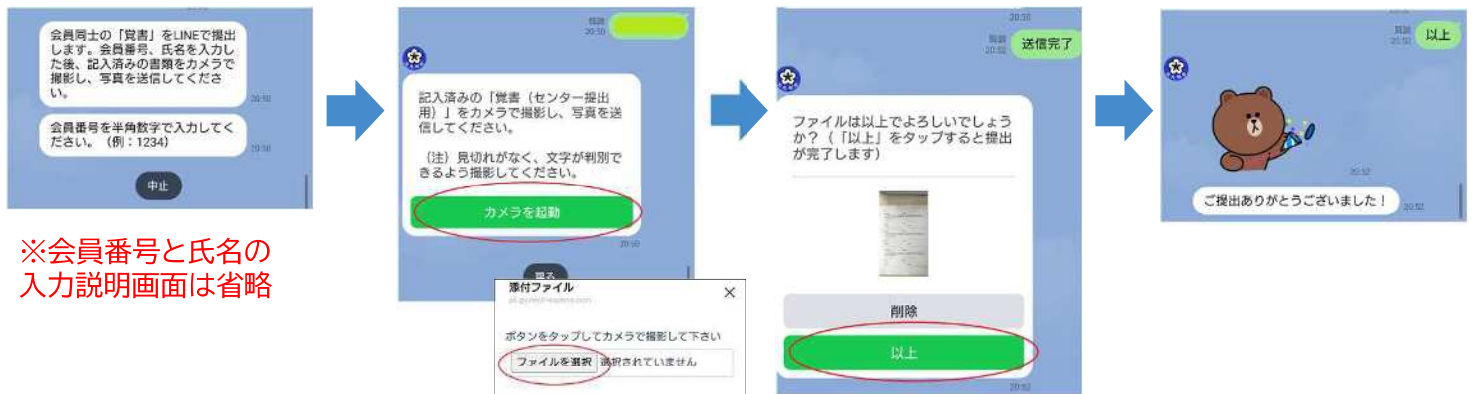 会員同士の「覚書」をLINEで提出
します。会員番号、氏名を入力し
た後、記入済みの書類をカメラで
撮影し、写真を送信してくださ
い。
20:50
会員番号を半角数字で入力してく
ださい。（例：1234）
20:50
中止
※会員番号と氏名の
入力説明画面は省略
既読
20:50
記入済みの「覚書（センター提出
用）」をカメラで撮影し、写真を送
信してください。
（注）見切れがなく、文字が判別で
きるよう撮影してください。
カメラを起動
20:50
戻る
添付ファイル
×
ボタンをタップしてカメラで撮影して下さい
ファイルを選択 選択されていません
20:50
既読
20:52
送信完了
ファイルは以上でよろしいでしょう
か？（「以上」をタップすると提出
が完了します）
削除
以上
20:52
既読
20:52
以上
20:52
ご提出ありがとうございました！
20:52